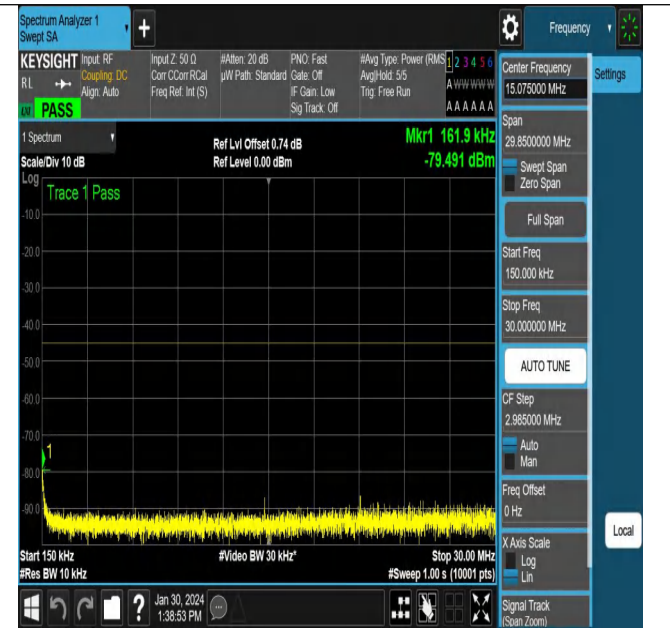 Spectrum Analyzer 1
Swept SA
+
Frequency
KEYSIGHT
RL
PASS
Input: RF
Coupling: DC
Align: Auto
Input Z: 50 Ω
Corr CCorr RCal
Freq Ref: Int (S)
#Atten: 20 dB
µW Path: Standard
PNO: Fast
Gate: Off
IF Gain: Low
Sig Track: Off
#Avg Type: Power (RMS
Avg|Hold: 5/5
Trig: Free Run
1 2 3 4 5 6
A W W W W W
A A A A A A
1 Spectrum
Scale/Div 10 dB
Ref Lvl Offset 0.74 dB
Ref Level 0.00 dBm
Mkr1 161.9 kHz
-79.491 dBm
Log
Trace 1 Pass
-10.0
-20.0
-30.0
-40.0
-50.0
-60.0
-70.0
-80.0
-90.0
1
Start 150 kHz
#Res BW 10 kHz
#Video BW 30 kHz*
Stop 30.00 MHz
#Sweep 1.00 s (10001 pts)
Jan 30, 2024
1:38:53 PM
?
Center Frequency
15.075000 MHz
Span
29.8500000 MHz
Swept Span
Zero Span
Full Span
Start Freq
150.000 kHz
Stop Freq
30.000000 MHz
AUTO TUNE
CF Step
2.985000 MHz
Auto
Man
Freq Offset
0 Hz
X Axis Scale
Log
Lin
Signal Track
(Span Zoom)
Settings
Local